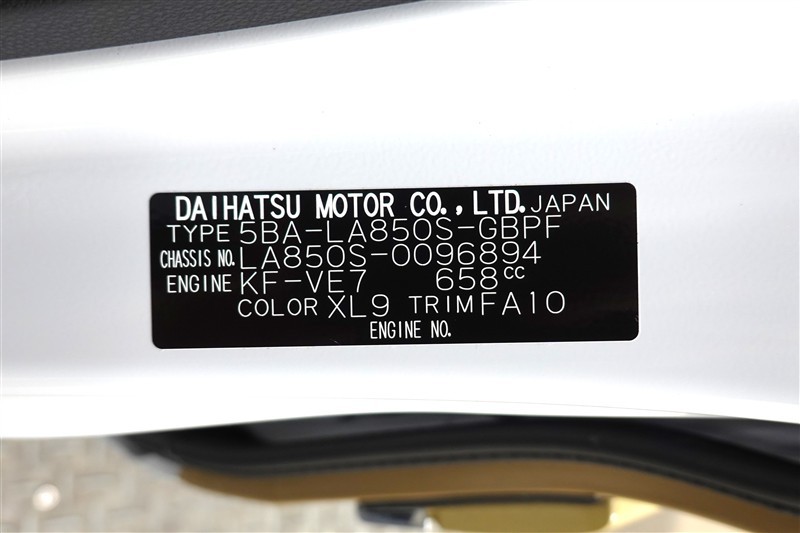 DAIHATSU MOTOR CO., LTD. JAPAN
TYPE 5BA-LA850S-GBPF
CHASSIS NO. LA850S-0096894
ENGINE KF-VE7 658cc
COLOR XL9 TRIM FA10
ENGINE NO.